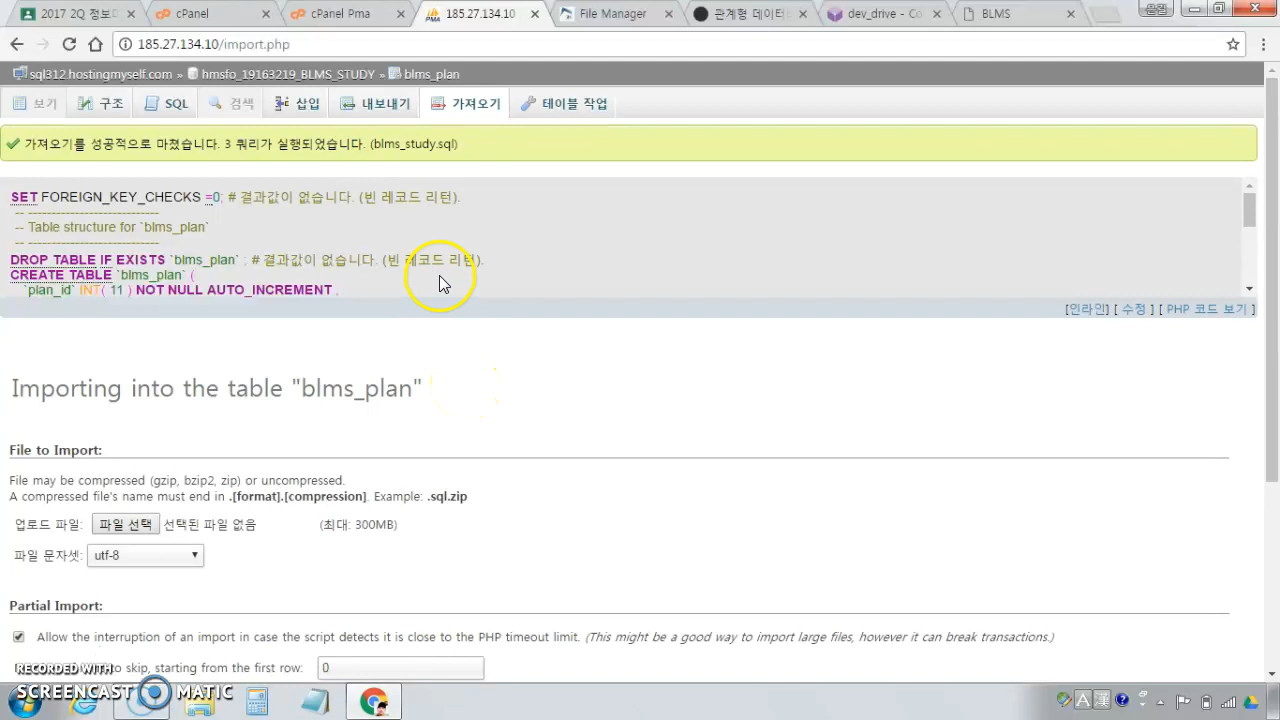 2017 2Q 정보피
cPanel
cPanel Pma
185.27.134.10
File Manager
관계형 데이터
dev_drive - Co
BLMS
185.27.134.10/import.php
sql312.hostingmyself.com » hmsfo_19163219_BLMS_STUDY » blms_plan
보기 구조 SQL 검색 삽입 내보내기 가져오기 테이블 작업
가져오기를 성공적으로 마쳤습니다. 3 쿼리가 실행되었습니다. (blms_study.sql)
SET FOREIGN_KEY_CHECKS =0; # 결과값이 없습니다. (빈 레코드 리턴).
-- ----------------------------
-- Table structure for `blms_plan`
-- ----------------------------
DROP TABLE IF EXISTS `blms_plan` ; # 결과값이 없습니다. (빈 레코드 리턴).
CREATE TABLE `blms_plan` (
`plan_id` INT( 11 ) NOT NULL AUTO_INCREMENT ,
[인라인] [ 수정 ] [ PHP 코드 보기 ]
Importing into the table "blms_plan"
File to Import:
File may be compressed (gzip, bzip2, zip) or uncompressed.
A compressed file's name must end in .[format].[compression]. Example: .sql.zip
업로드 파일: 파일 선택 선택된 파일 없음 (최대: 300MB)
파일 문자셋: utf-8
Partial Import:
Allow the interruption of an import in case the script detects it is close to the PHP timeout limit. (This might be a good way to import large files, however it can break transactions.)
to skip, starting from the first row: 0
RECORDED WITH
SCREENCAST MATIC
A 漢